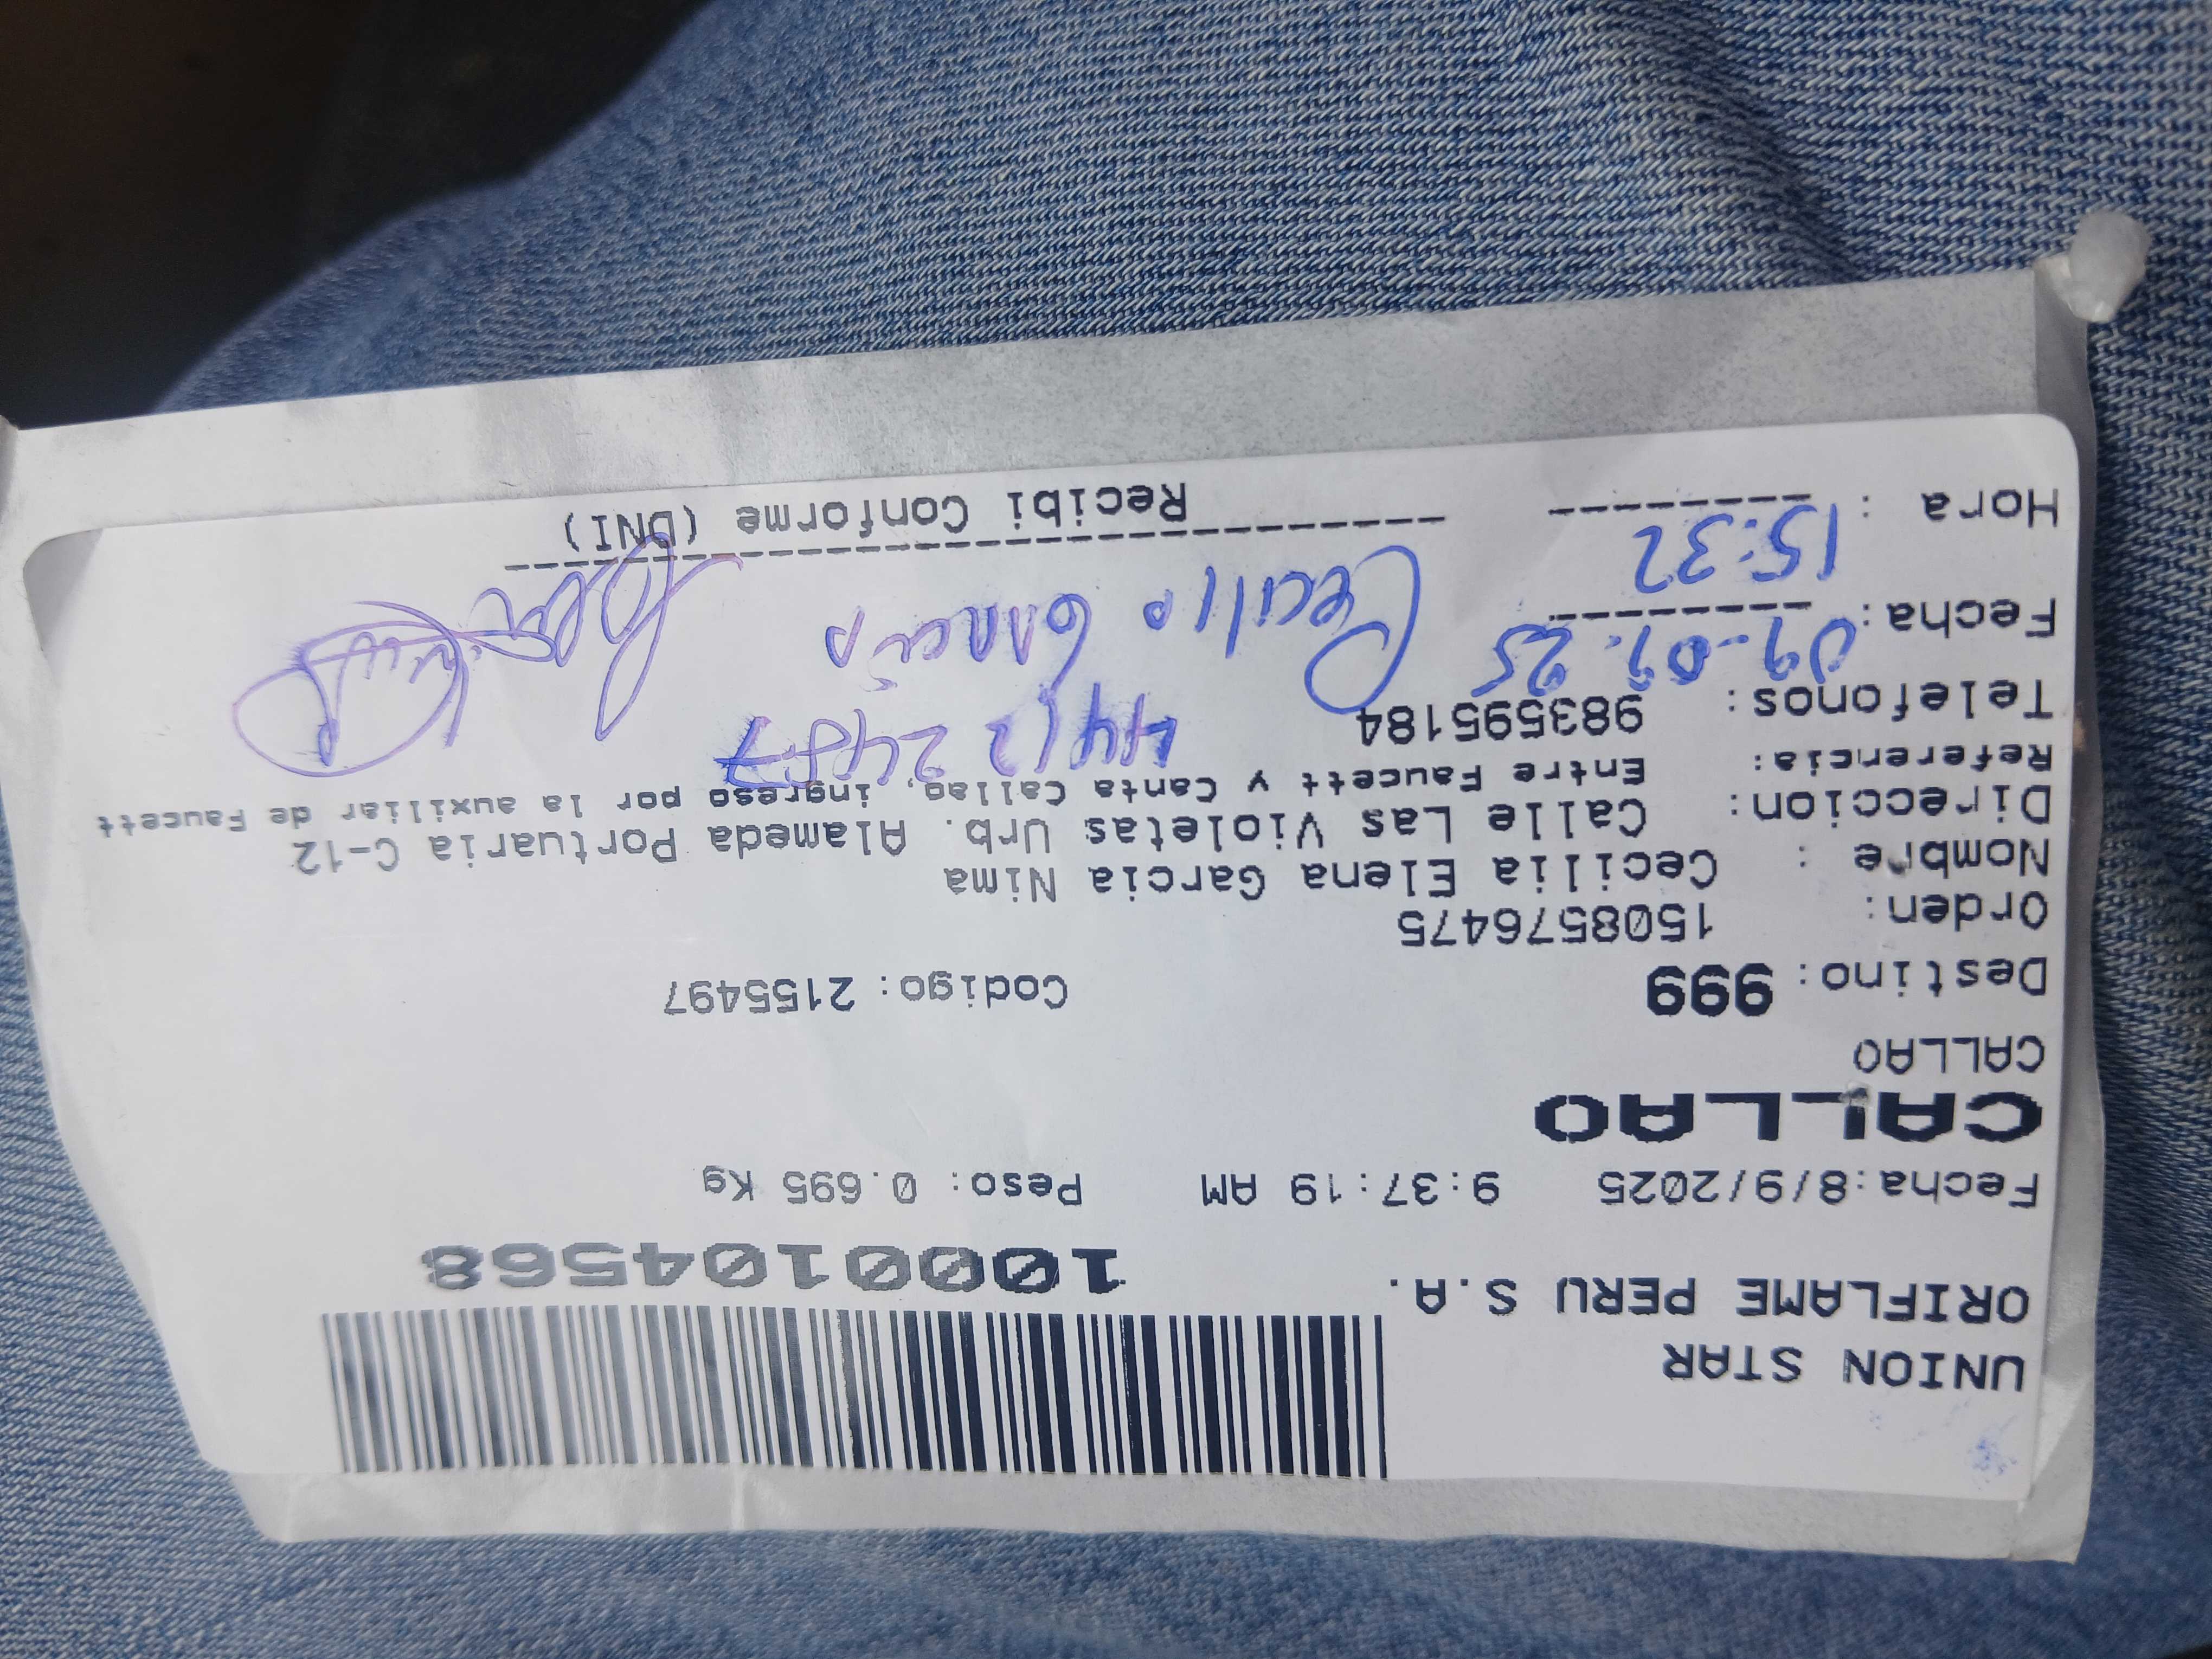 UNION STAR
ORIFLAME PERU S.A.
1000104568
Fecha:8/9/2025 9:37:19 AM Peso: 0.695 Kg
CALLAO
CALLAO
Destino: 999 Codigo: 2155497
Orden: 1508576475
Nombre : Cecilia Elena Garcia Nima
Direccion: Calle Las Violetas Urb. Alameda Portuaria C-12
Referencia: Entre Faucett y Canta Callao, ingreso por la auxiliar de Faucett
Telefonos: 983595184
Fecha: 09-09-25 Cecilia García
Hora : 15:32
Recibi Conforme (DNI)